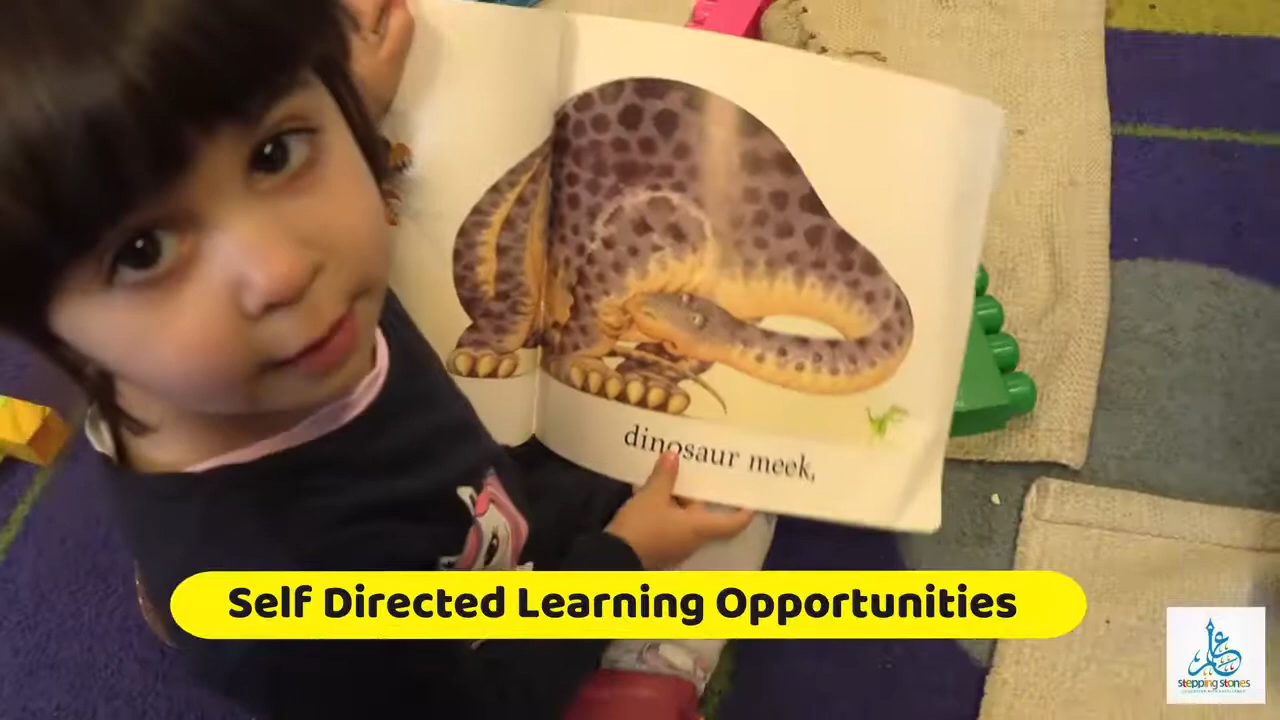 dinosaur meek,
Self Directed Learning Opportunities
stepping stones